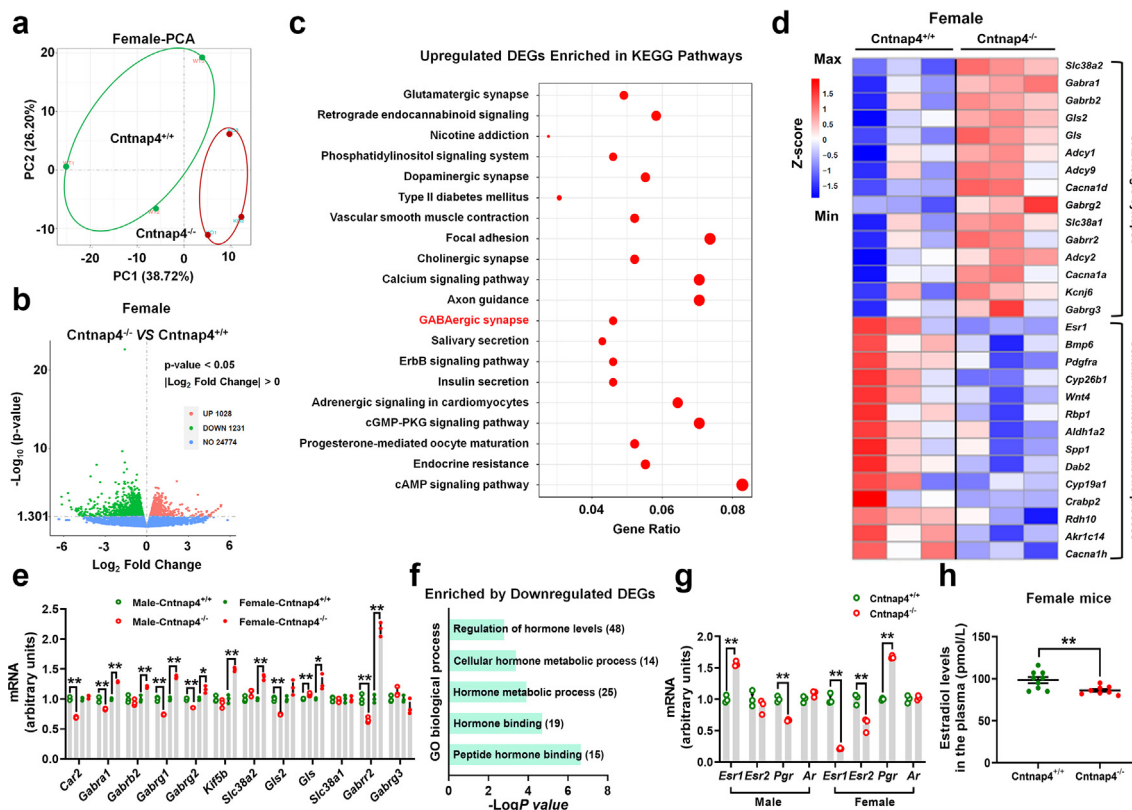 a
Female-PCA
20
10
0
-10
-20
-10
0
10
PC2 (26.20%)
PC1 (38.72%)
Cntnap4+/+
Cntnap4-/-
b
Female
Cntnap4-/- VS Cntnap4+/+
p-value < 0.05
|Log2 Fold Change| > 0
UP 1028
DOWN 1231
NO 24774
-Log10 (p-value)
20
10
1.301
-6
-3
0
3
6
Log2 Fold Change
c
Upregulated DEGs Enriched in KEGG Pathways
Glutamatergic synapse
Retrograde endocannabinoid signaling
Nicotine addiction
Phosphatidylinositol signaling system
Dopaminergic synapse
Type II diabetes mellitus
Vascular smooth muscle contraction
Focal adhesion
Cholinergic synapse
Calcium signaling pathway
Axon guidance
GABAergic synapse
Salivary secretion
ErbB signaling pathway
Insulin secretion
Adrenergic signaling in cardiomyocytes
cGMP-PKG signaling pathway
Progesterone-mediated oocyte maturation
Endocrine resistance
cAMP signaling pathway
0.04
0.06
0.08
Gene Ratio
d
Female
Cntnap4+/+
Cntnap4-/-
Max
1.5
1
0.5
0
-0.5
-1
-1.5
Min
Z-score
Slc38a2
Gabra1
Gabrb2
Gls2
Gls
Adcy1
Adcy9
Cacna1d
Gabrg2
Slc38a1
Gabrr2
Adcy2
Cacna1a
Kcnj6
Gabrg3
Esr1
Bmp6
Pdgfra
Cyp26b1
Wnt4
Rbp1
Aldh1a2
Spp1
Dab2
Cyp19a1
Crabp2
Rdh10
Akr1c14
Cacna1h
e
Male-Cntnap4+/+
Male-Cntnap4-/-
Female-Cntnap4+/+
Female-Cntnap4-/-
mRNA
(arbitrary units)
2.5
2.0
1.5
1.0
0.5
0.0
**
**
**
**
**
**
*
**
**
**
*
*
**
**
Car2
Gabra1
Gabrb2
Gabrg1
Gabrg2
Kif5b
Slc38a2
Gls2
Gls
Slc38a1
Gabrr2
Gabrg3
f
Enriched by Downregulated DEGs
GO biological process
Regulation of hormone levels (48)
Cellular hormone metabolic process (14)
Hormone metabolic process (25)
Hormone binding (19)
Peptide hormone binding (15)
0
2
4
6
8
-LogP value
g
Cntnap4+/+
Cntnap4-/-
mRNA
(arbitrary units)
2.0
1.5
1.0
0.5
0.0
**
**
**
**
**
Esr1 Esr2 Pgr Ar Esr1 Esr2 Pgr Ar
Male
Female
h
Female mice
**
Estradiol levels
in the plasma (pmol/L)
150
100
50
0
Cntnap4+/+
Cntnap4-/-